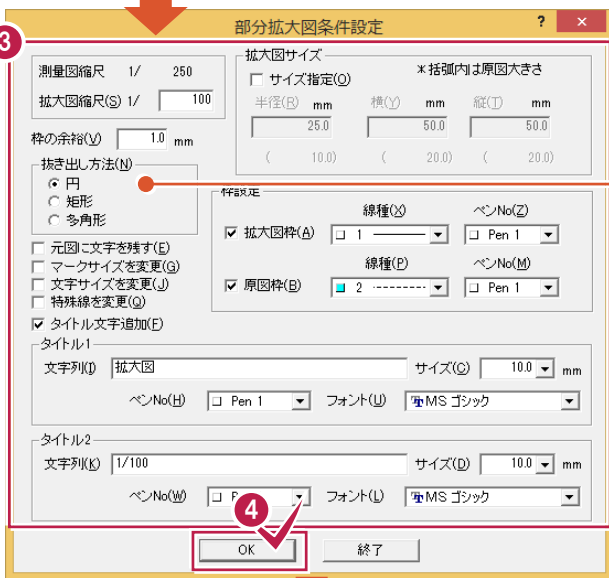 部分拡大図条件設定 ? ×
3
測量図縮尺 1/ 250
拡大図縮尺(S) 1/ 100
枠の余裕(V) 1.0 mm
抜き出し方法(N)
円
矩形
多角形
元図に文字を残す(E)
マークサイズを変更(G)
文字サイズを変更(J)
特殊線を変更(Q)
タイトル文字追加(F)
拡大図サイズ
サイズ指定(O) *括弧内は原図大きさ
半径(R) mm 横(Y) mm 縦(T) mm
25.0 50.0 50.0
( 10.0) ( 20.0) ( 20.0)
枠設定
線種(X) ペンNo(Z)
拡大図枠(A) 1 Pen 1
線種(P) ペンNo(M)
原図枠(B) 2 Pen 1
タイトル1
文字列(I) 拡大図 サイズ(C) 10.0 mm
ペンNo(H) Pen 1 フォント(U) MS ゴシック
タイトル2
文字列(K) 1/100 サイズ(D) 10.0 mm
ペンNo(W) フォント(L) MS ゴシック
4
OK 終了